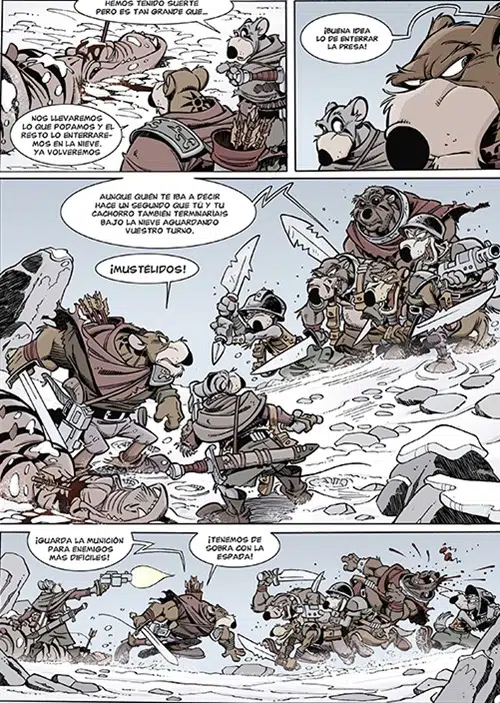 HEMOS TENIDO SUERTE
PERO ES TAN GRANDE QUE...
NOS LLEVAREMOS
LO QUE PODAMOS Y EL
RESTO LO ENTERRARE-
MOS EN LA NIEVE.
YA VOLVEREMOS
¡BUENA IDEA
LO DE ENTERRAR
LA PRESA!
AUNQUE QUIÉN TE IBA A DECIR
HACE UN SEGUNDO QUE TÚ Y TU
CACHORRO TAMBIÉN TERMINARÍAIS
BAJO LA NIEVE AGUARDANDO
VUESTRO TURNO.
¡MUSTÉLIDOS!
¡GUARDA LA MUNICIÓN
PARA ENEMIGOS
MÁS DIFÍCILES!
¡TENEMOS DE
SOBRA CON LA
ESPADA!